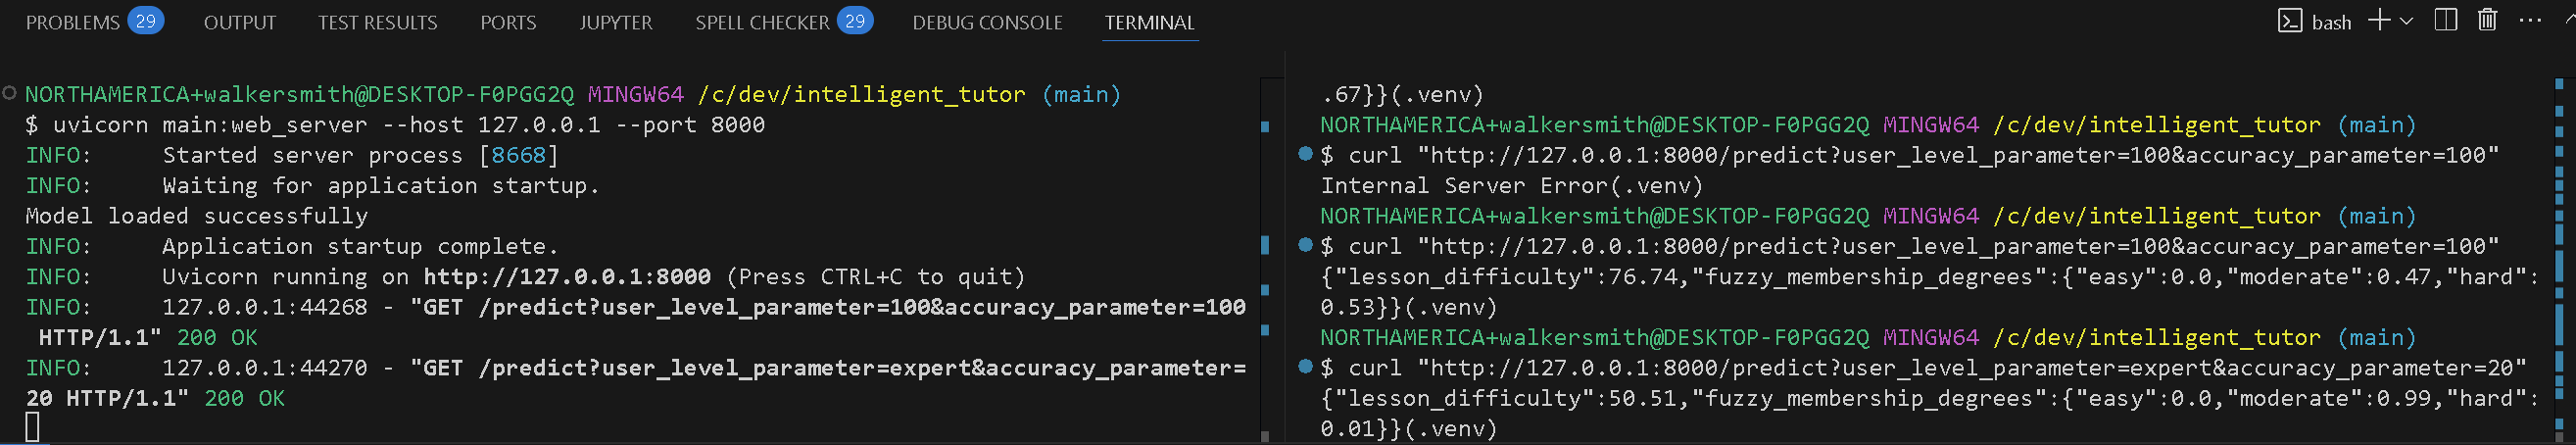 PROBLEMS 29 OUTPUT TEST RESULTS PORTS JUPYTER SPELL CHECKER 29 DEBUG CONSOLE TERMINAL bash
NORTHAMERICA+walkersmith@DESKTOP-F0PGG2Q MINGW64 /c/dev/intelligent_tutor (main)
$ uvicorn main:web_server --host 127.0.0.1 --port 8000
INFO: Started server process [8668]
INFO: Waiting for application startup.
Model loaded successfully
INFO: Application startup complete.
INFO: Uvicorn running on http://127.0.0.1:8000 (Press CTRL+C to quit)
INFO: 127.0.0.1:44268 - "GET /predict?user_level_parameter=100&accuracy_parameter=100
HTTP/1.1" 200 OK
INFO: 127.0.0.1:44270 - "GET /predict?user_level_parameter=expert&accuracy_parameter=
20 HTTP/1.1" 200 OK
.67}}(.venv)
NORTHAMERICA+walkersmith@DESKTOP-F0PGG2Q MINGW64 /c/dev/intelligent_tutor (main)
$ curl "http://127.0.0.1:8000/predict?user_level_parameter=100&accuracy_parameter=100"
Internal Server Error(.venv)
NORTHAMERICA+walkersmith@DESKTOP-F0PGG2Q MINGW64 /c/dev/intelligent_tutor (main)
$ curl "http://127.0.0.1:8000/predict?user_level_parameter=100&accuracy_parameter=100"
{"lesson_difficulty":76.74,"fuzzy_membership_degrees":{"easy":0.0,"moderate":0.47,"hard":
0.53}}(.venv)
NORTHAMERICA+walkersmith@DESKTOP-F0PGG2Q MINGW64 /c/dev/intelligent_tutor (main)
$ curl "http://127.0.0.1:8000/predict?user_level_parameter=expert&accuracy_parameter=20"
{"lesson_difficulty":50.51,"fuzzy_membership_degrees":{"easy":0.0,"moderate":0.99,"hard":
0.01}}(.venv)